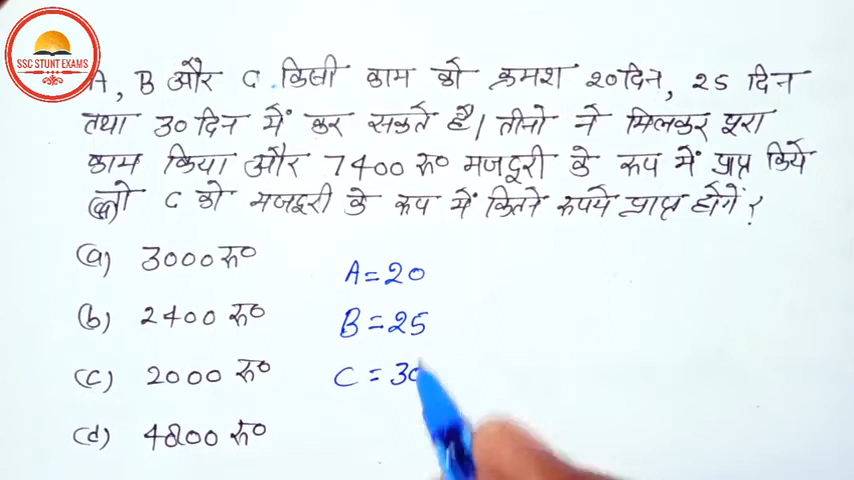 SSC STUNT EXAMS
A, B और C किसी काम को क्रमश 20 दिन, 25 दिन
तथा 30 दिन में कर सकते है। तीनो ने मिलकर पूरा
काम किया और 7400 रू० मजदूरी के रूप में प्राप्त किये
तो C को मजदूरी के रूप में कितने रूपये प्राप्त होगें ?
(a) 3000 रू०
(b) 2400 रू०
(c) 2000 रू०
(d) 4800 रू०
A = 20
B = 25
C = 30